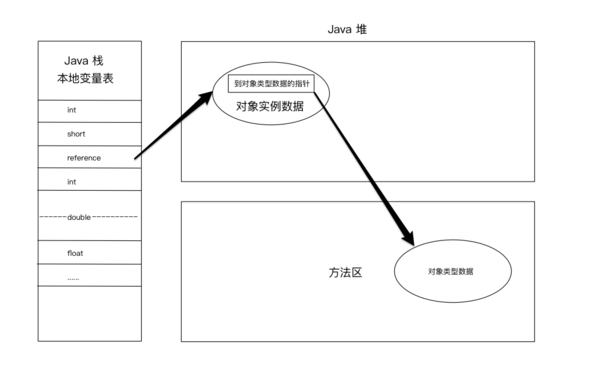 Java 堆
Java 栈
本地变量表
int
short
reference
int
double
float
......
到对象类型数据的指针
对象实例数据
方法区
对象类型数据